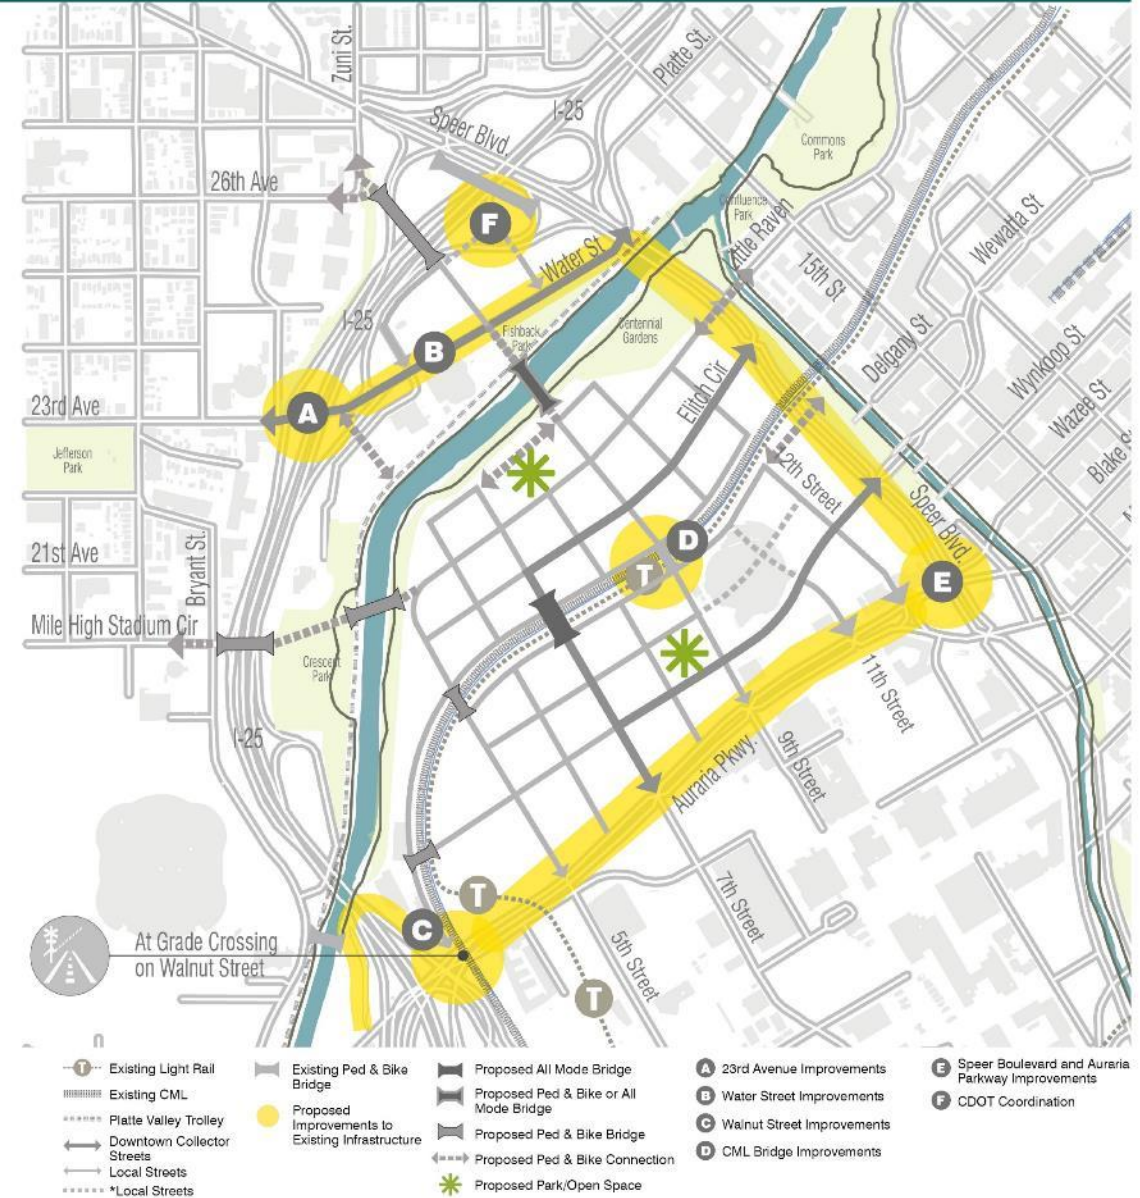 Zuni St.
Platte St.
I-25
Speer Blvd.
Commons
Park
26th Ave
F
Confluence
Park
Little Raven
Wewatta St
Water St
15th St
I-25
Fishback
Park
Centennial
Gardens
B
Delgany St
Wynkoop St
23rd Ave
A
Elitch Cir
Wazee St
Blake S
Jefferson
Park
12th Street
Speer Blvd.
21st Ave
Bryant St.
D
T
E
Mile High Stadium Cir
Crescent
Park
11th Street
I-25
Auraria Pkwy.
9th Street
T
7th Street
C
5th Street
At Grade Crossing
on Walnut Street
T
T Existing Light Rail
Existing CML
Platte Valley Trolley
Downtown Collector
Streets
Local Streets
*Local Streets
Existing Ped & Bike
Bridge
Proposed
Improvements to
Existing Infrastructure
Proposed All Mode Bridge
Proposed Ped & Bike or All
Mode Bridge
Proposed Ped & Bike Bridge
Proposed Ped & Bike Connection
Proposed Park/Open Space
A 23rd Avenue Improvements
B Water Street Improvements
C Walnut Street Improvements
D CML Bridge Improvements
E Speer Boulevard and Auraria
Parkway Improvements
F CDOT Coordination